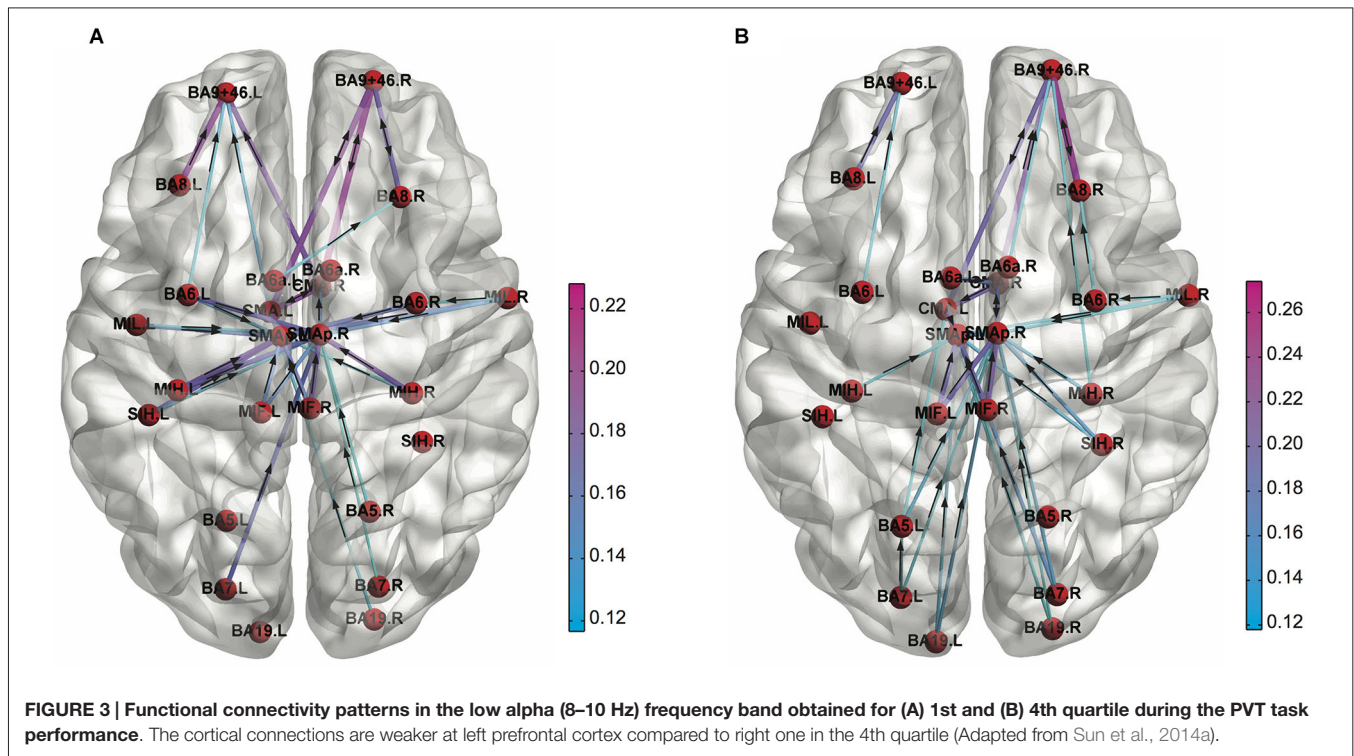 A
B
BA9+46.L
BA9+46.R
BA8.L
BA8.R
BA6a.L
BA6a.R
BA6.L
BA6.R
MIL.L
MIL.R
SMAp.R
MIH.L
MIH.R
SIH.L
MIF.L
MIF.R
SIH.R
BA5.L
BA5.R
BA7.L
BA7.R
BA19.L
BA19.R
0.22
0.20
0.18
0.16
0.14
0.12
BA9+46.L
BA9+46.R
BA8.L
BA8.R
BA6a.L
BA6a.R
BA6.L
BA6.R
MIL.L
MIL.R
SMAp.R
MIH.L
MIH.R
SIH.L
MIF.L
MIF.R
SIH.R
BA5.L
BA5.R
BA7.L
BA7.R
BA19.L
BA19.R
0.26
0.24
0.22
0.20
0.18
0.16
0.14
0.12
FIGURE 3 | Functional connectivity patterns in the low alpha (8–10 Hz) frequency band obtained for (A) 1st and (B) 4th quartile during the PVT task
performance. The cortical connections are weaker at left prefrontal cortex compared to right one in the 4th quartile (Adapted from Sun et al., 2014a).